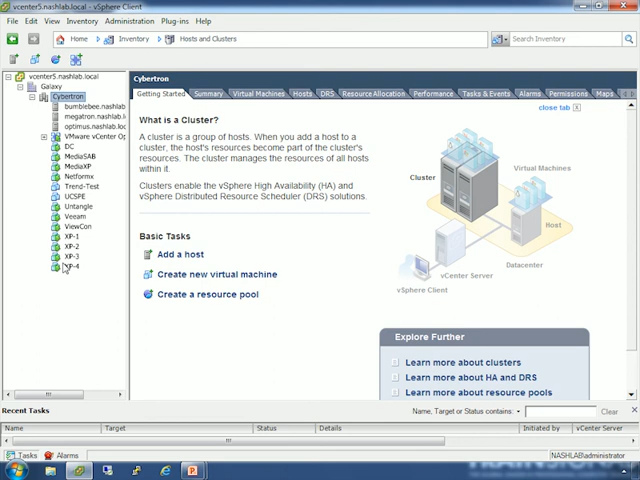 vcenter5.nashlab.local - vSphere Client
File Edit View Inventory Administration Plug-ins Help
Home Inventory Hosts and Clusters
Search Inventory
vcenter5.nashlab.local
Galaxy
Cybertron
bumblebee.nashlab
megatron.nashlab.l
optimus.nashlab.loc
VMware vCenter Op
DC
MediaSAB
MediaXP
Netformx
Trend-Test
UCSPE
Untangle
Veeam
ViewCon
XP-1
XP-2
XP-3
XP-4
Cybertron
Getting Started Summary Virtual Machines Hosts DRS Resource Allocation Performance Tasks & Events Alarms Permissions Maps
close tab
What is a Cluster?
A cluster is a group of hosts. When you add a host to a
cluster, the host's resources become part of the cluster's
resources. The cluster manages the resources of all hosts
within it.
Clusters enable the vSphere High Availability (HA) and
vSphere Distributed Resource Scheduler (DRS) solutions.
Basic Tasks
Add a host
Create new virtual machine
Create a resource pool
Cluster
Virtual Machines
Host
Datacenter
vCenter Server
vSphere Client
Explore Further
Learn more about clusters
Learn more about HA and DRS
Learn more about resource pools
Recent Tasks
Name, Target or Status contains: Clear
Name Target Status Details Initiated by vCenter Server
Tasks Alarms
NASHLAB\administrator